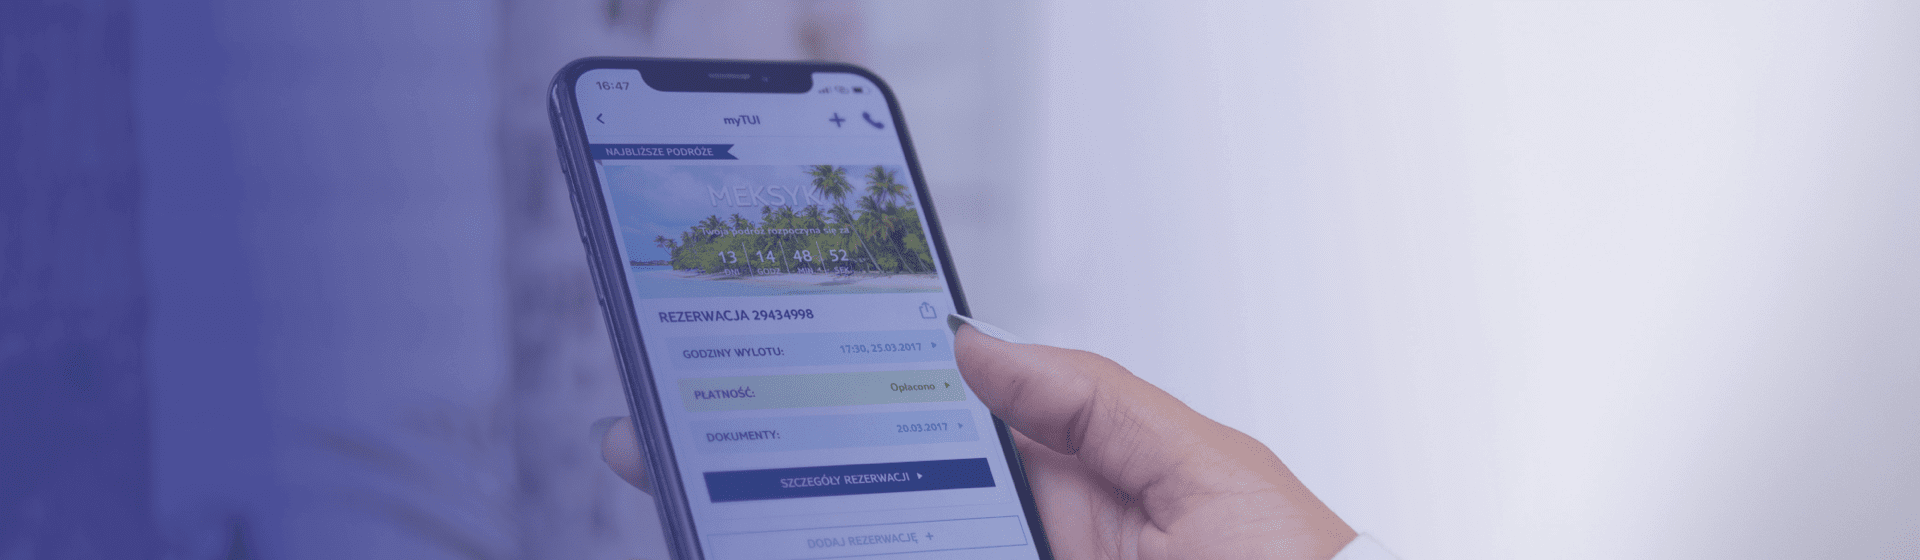 16:47
myTUI
NAJBLIŻSZE PODRÓŻE
MEKSYK
Twoja podróż rozpoczyna się za
13 14 48 52
DNI GODZ MIN SEK
REZERWACJA 29434998
GODZINY WYLOTU: 17:30, 25.03.2017
PŁATNOŚĆ: Opłacono
DOKUMENTY: 20.03.2017
SZCZEGÓŁY REZERWACJI
DODAJ REZERWACJĘ +